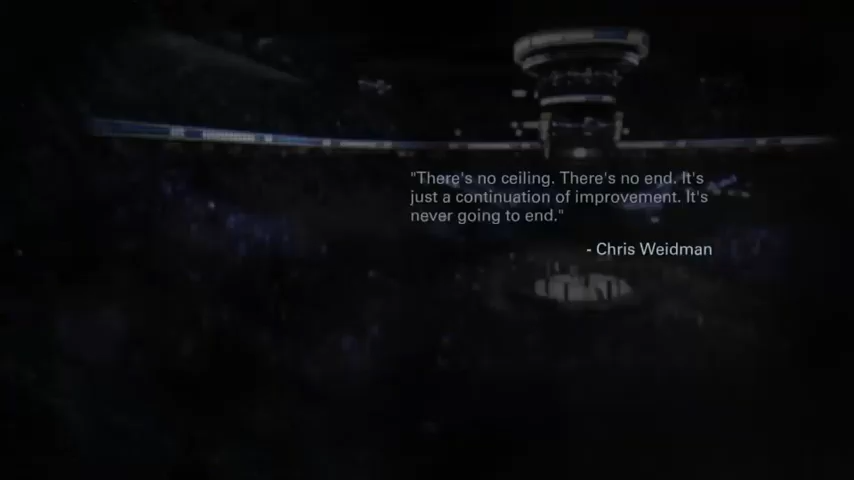 "There's no ceiling. There's no end. It's
just a continuation of improvement. It's
never going to end."
- Chris Weidman